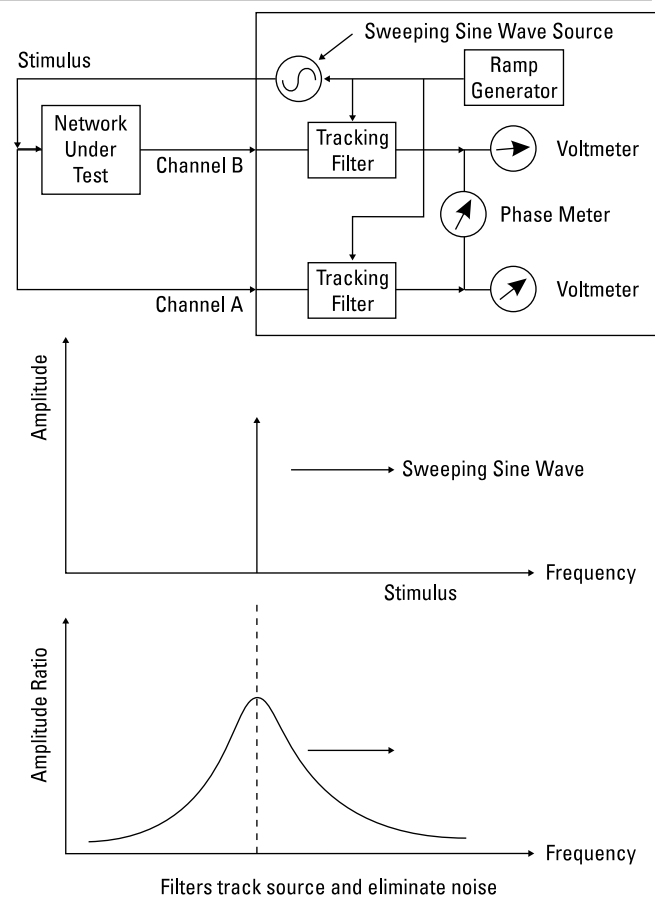 Sweeping Sine Wave Source
Stimulus
Ramp
Generator
Network
Under
Test
Channel B
Tracking
Filter
Voltmeter
Phase Meter
Channel A
Tracking
Filter
Voltmeter
Amplitude
Sweeping Sine Wave
Frequency
Stimulus
Amplitude Ratio
Frequency
Filters track source and eliminate noise